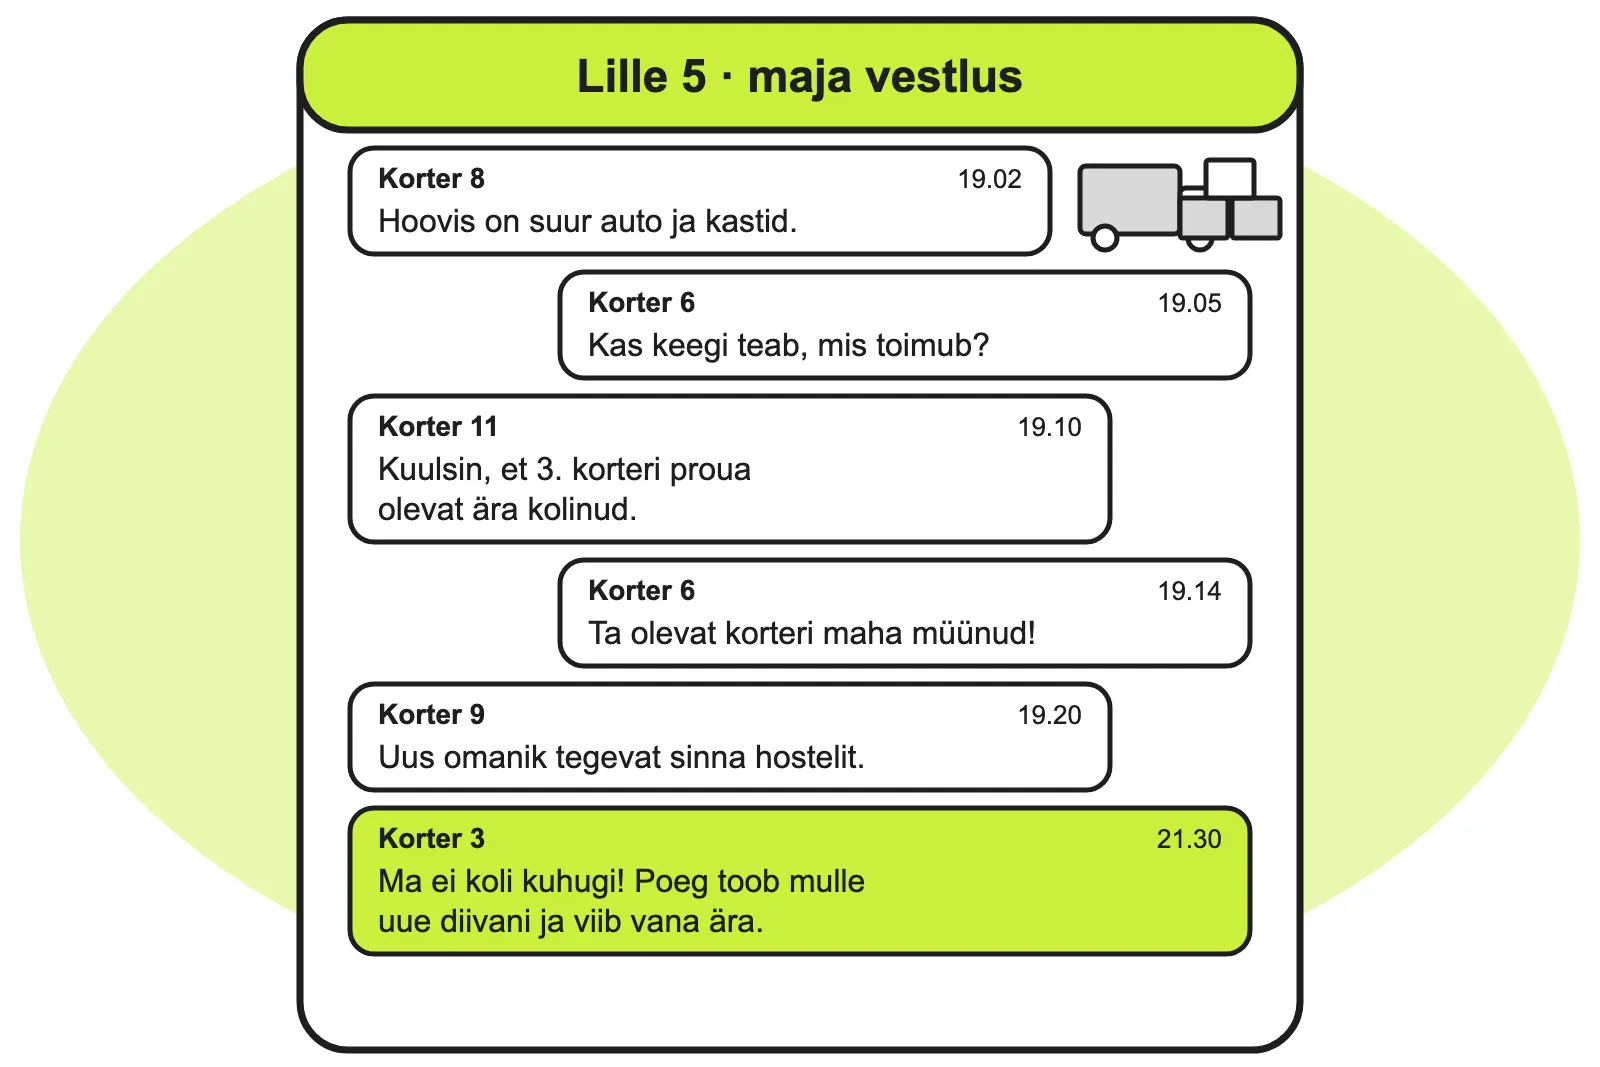 Lille 5 · maja vestlus
Korter 8 19.02
Hoovis on suur auto ja kastid.
Korter 6 19.05
Kas keegi teab, mis toimub?
Korter 11 19.10
Kuulsin, et 3. korteri proua
olevat ära kolinud.
Korter 6 19.14
Ta olevat korteri maha müünud!
Korter 9 19.20
Uus omanik tegevat sinna hostelit.
Korter 3 21.30
Ma ei koli kuhugi! Poeg toob mulle
uue diivani ja viib vana ära.